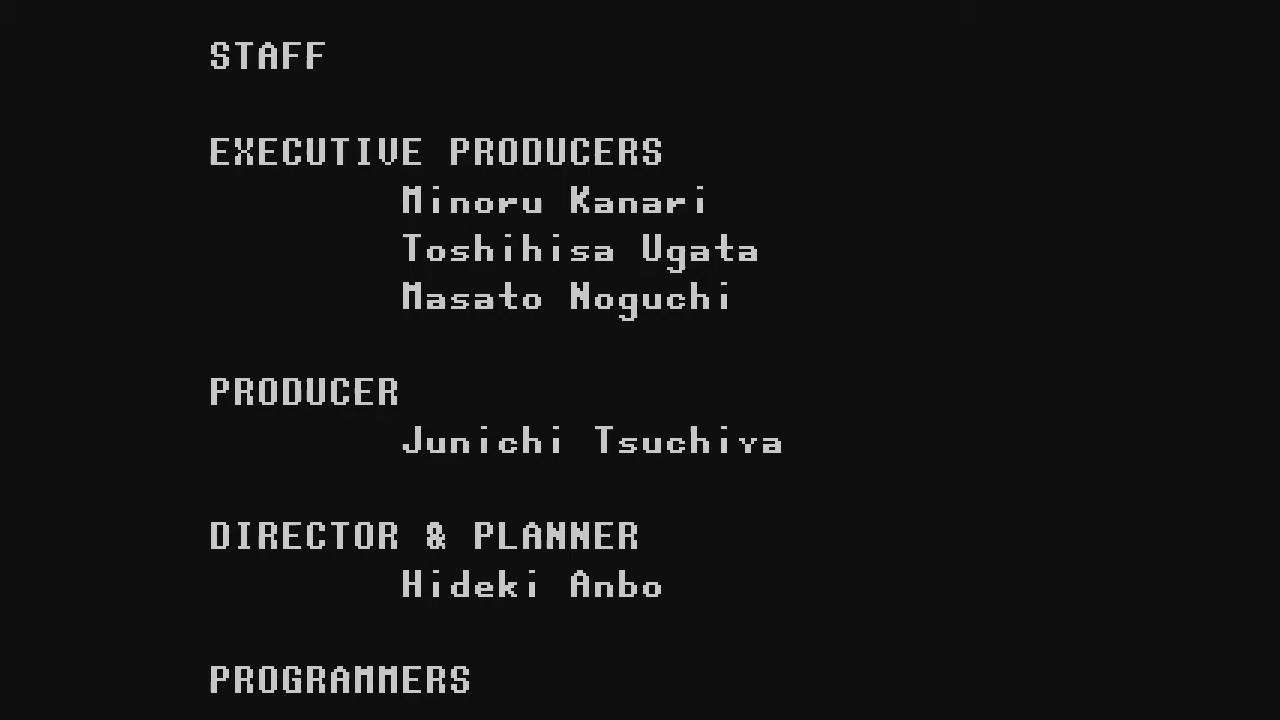 STAFF
EXECUTIVE PRODUCERS
Minoru Kanari
Toshihisa Ugata
Masato Noguchi
PRODUCER
Junichi Tsuchiya
DIRECTOR & PLANNER
Hideki Anbo
PROGRAMMERS